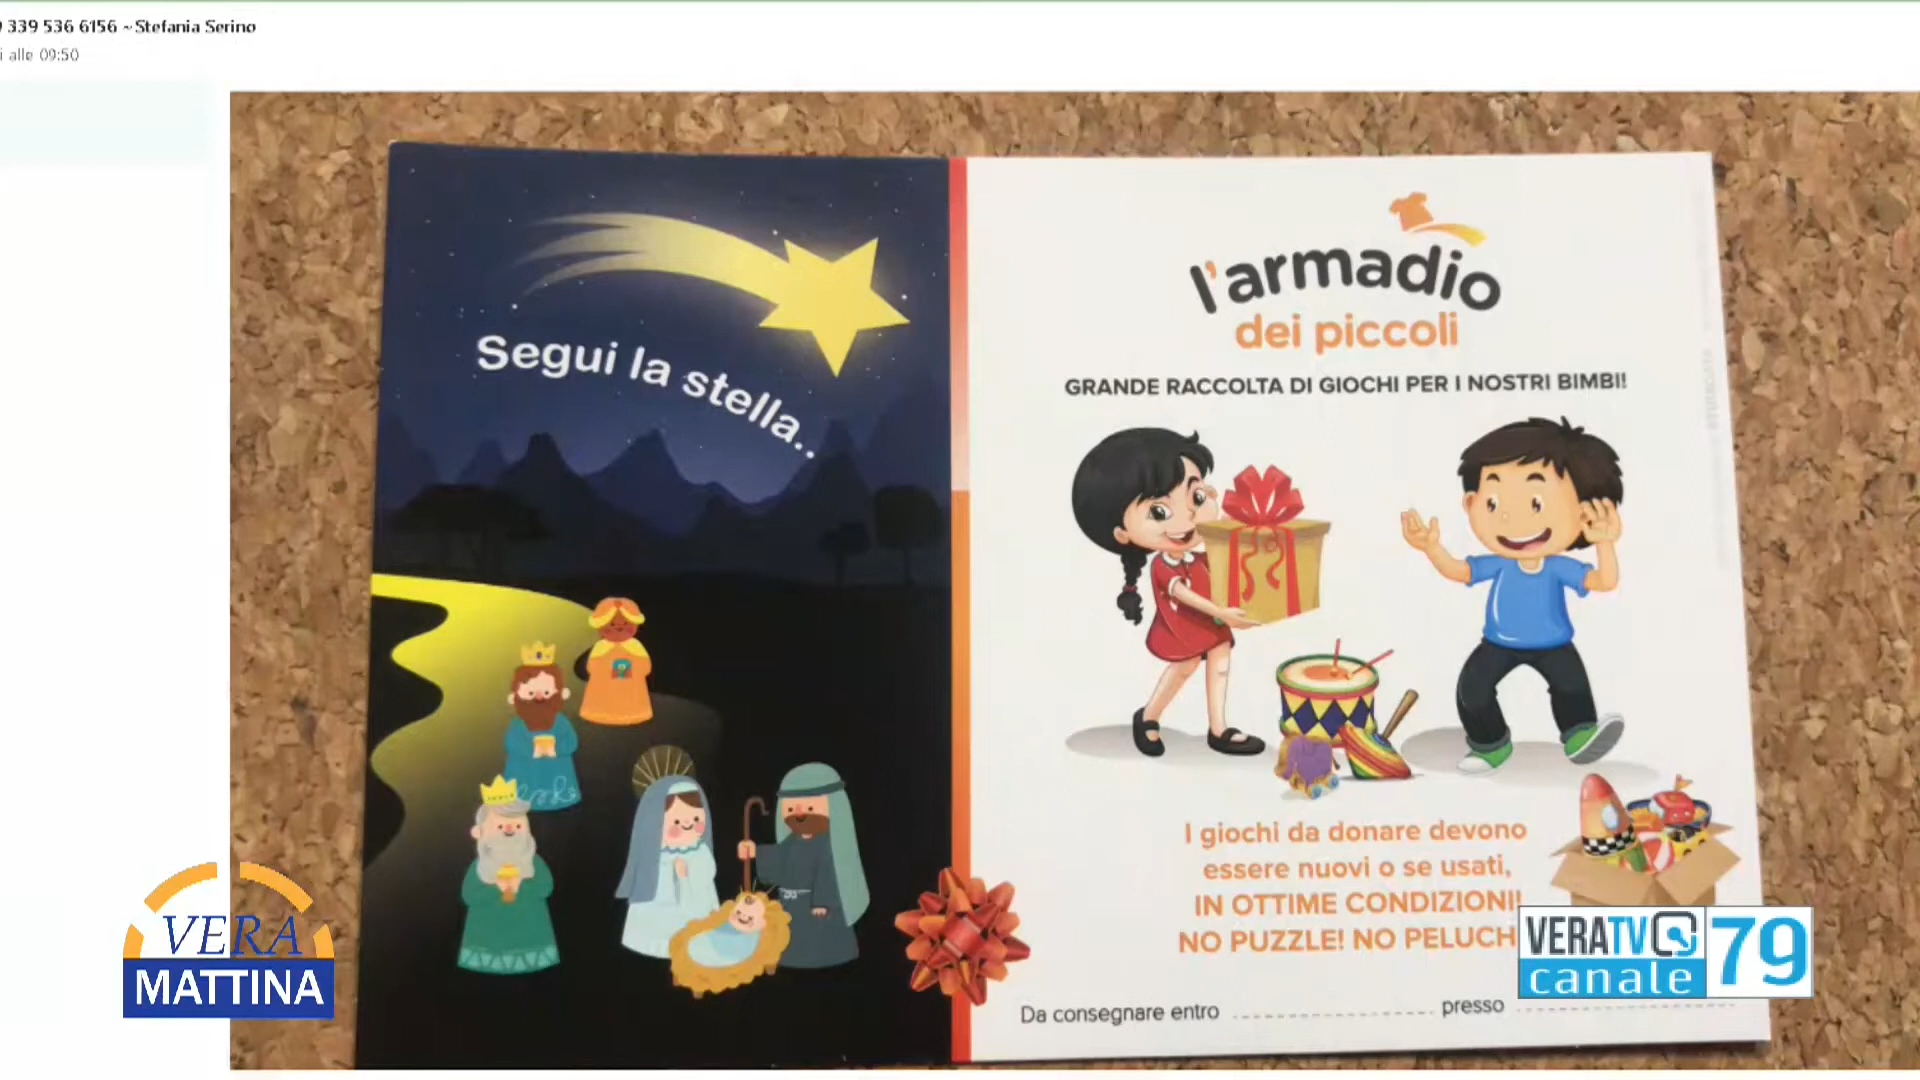 339 536 6156 ~ Stefania Serino
alle 09:50
Segui la stella..
l'armadio
dei piccoli
GRANDE RACCOLTA DI GIOCHI PER I NOSTRI BIMBI!
I giochi da donare devono
essere nuovi o se usati,
IN OTTIME CONDIZIONI!
NO PUZZLE! NO PELUCH
Da consegnare entro presso
VERA
MATTINA
VERATV
canale
79